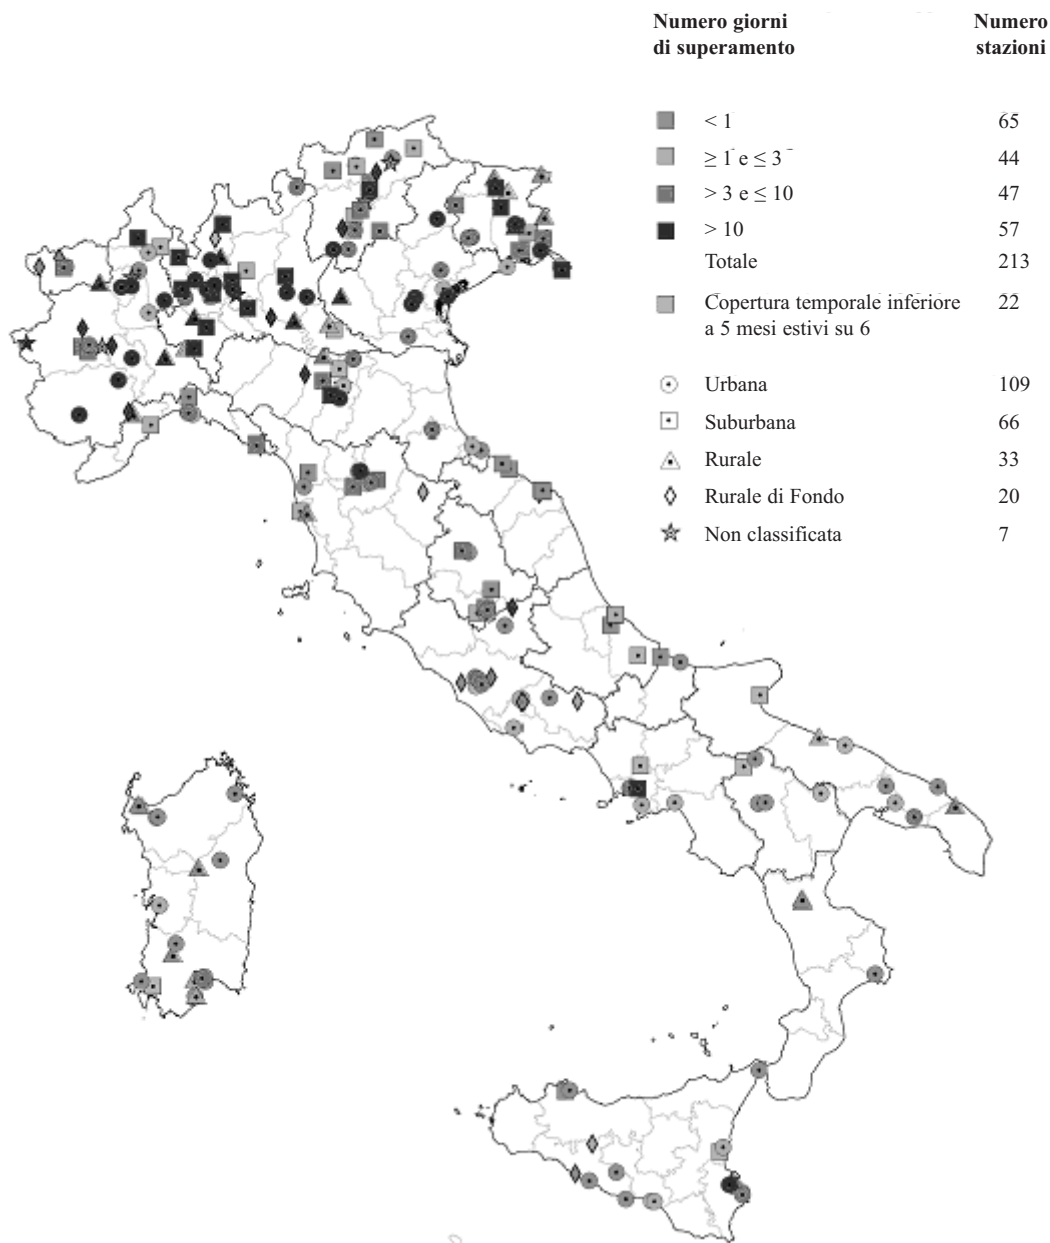 Numero giorni Numero
di superamento stazioni
< 1 65
≥ 1 e ≤ 3 44
> 3 e ≤ 10 47
> 10 57
Totale 213
Copertura temporale inferiore 22
a 5 mesi estivi su 6
Urbana 109
Suburbana 66
Rurale 33
Rurale di Fondo 20
Non classificata 7